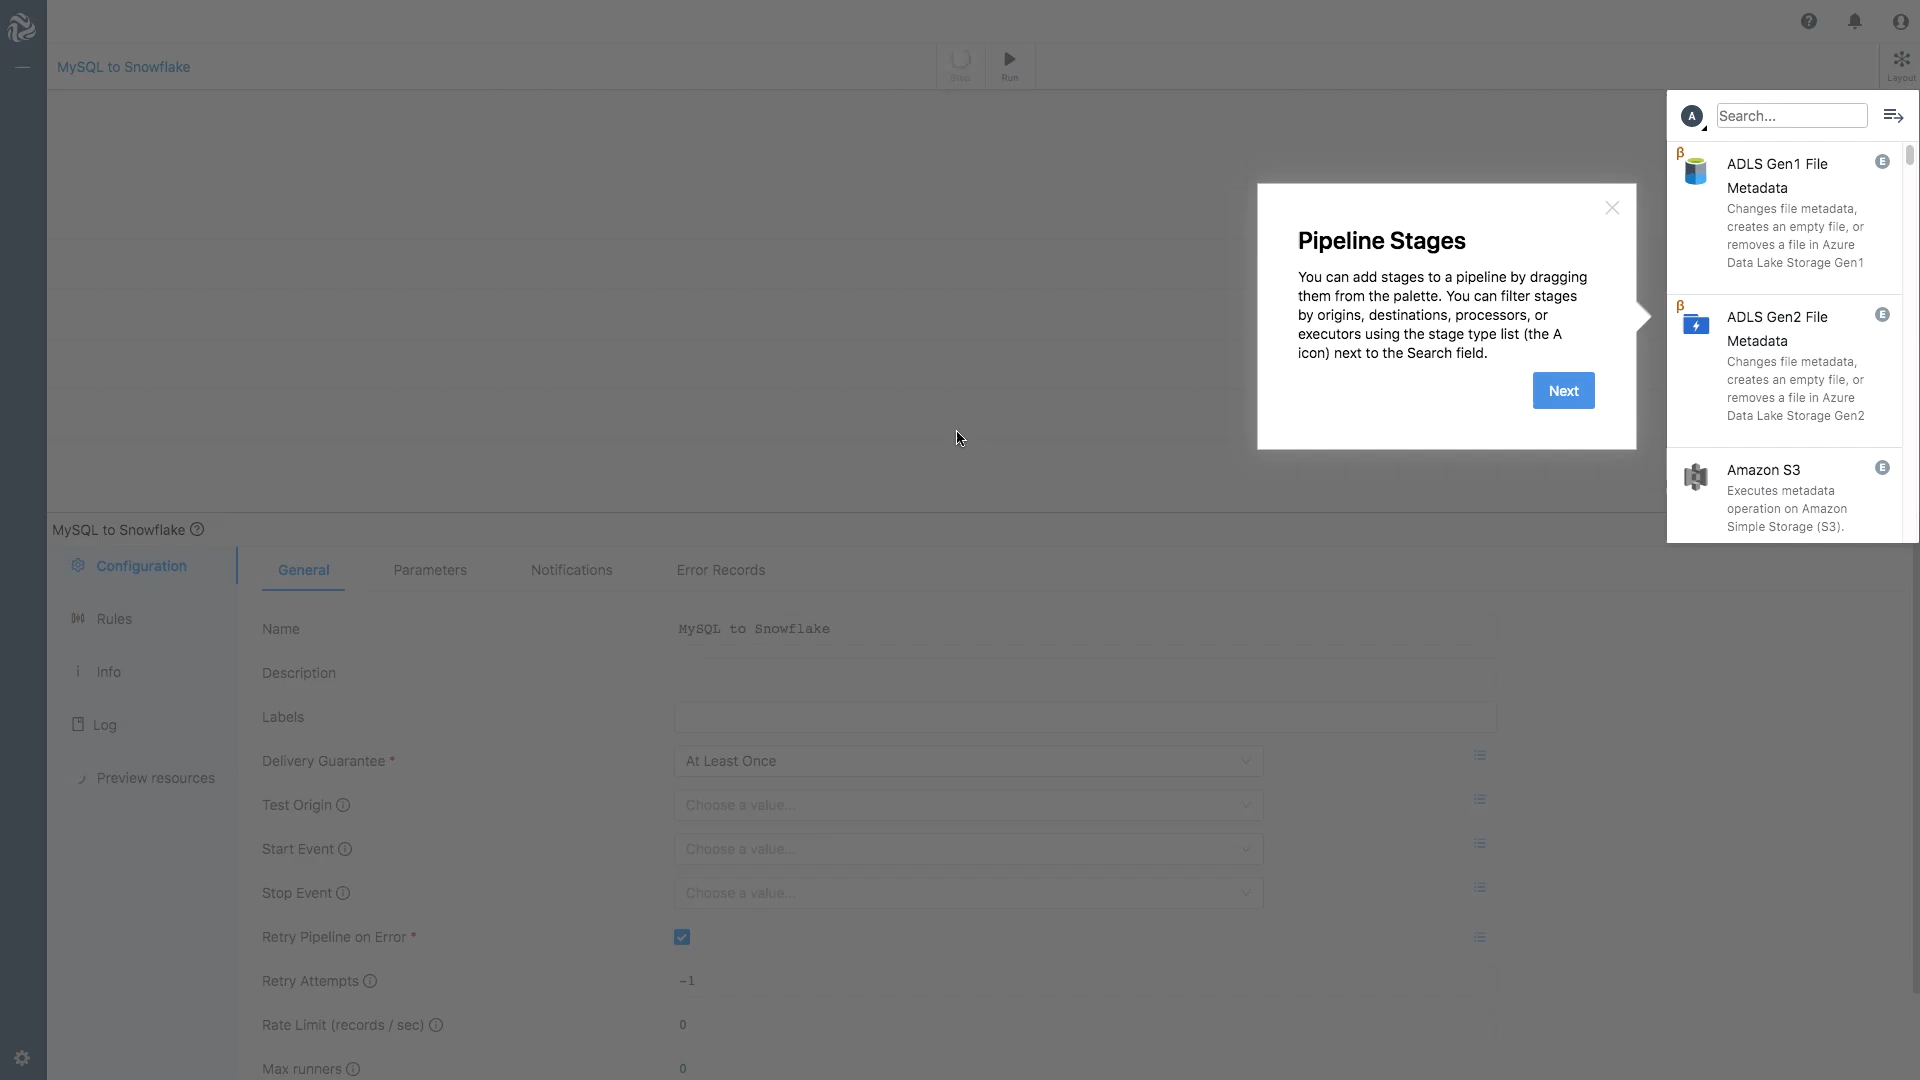 MySQL to Snowflake
Stop
Run
Layout
A
Search...
β
ADLS Gen1 File
Metadata
E
Changes file metadata,
creates an empty file, or
removes a file in Azure
Data Lake Storage Gen1
β
ADLS Gen2 File
Metadata
E
Changes file metadata,
creates an empty file, or
removes a file in Azure
Data Lake Storage Gen2
Amazon S3
E
Executes metadata
operation on Amazon
Simple Storage (S3).
Pipeline Stages
You can add stages to a pipeline by dragging
them from the palette. You can filter stages
by origins, destinations, processors, or
executors using the stage type list (the A
icon) next to the Search field.
Next
MySQL to Snowflake
Configuration
Rules
Info
Log
Preview resources
General
Parameters
Notifications
Error Records
Name
MySQL to Snowflake
Description
Labels
Delivery Guarantee *
At Least Once
Test Origin
Choose a value...
Start Event
Choose a value...
Stop Event
Choose a value...
Retry Pipeline on Error *
Retry Attempts
-1
Rate Limit (records / sec)
0
Max runners
0